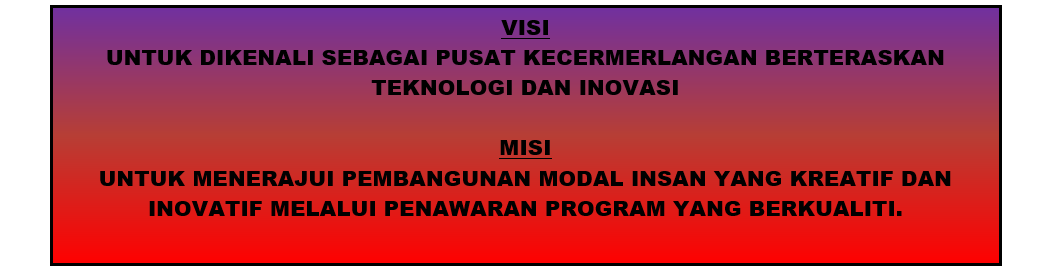 VISI
UNTUK DIKENALI SEBAGAI PUSAT KECERMERLANGAN BERTERASKAN
TEKNOLOGI DAN INOVASI
MISI
UNTUK MENERAJUI PEMBANGUNAN MODAL INSAN YANG KREATIF DAN
INOVATIF MELALUI PENAWARAN PROGRAM YANG BERKUALITI.